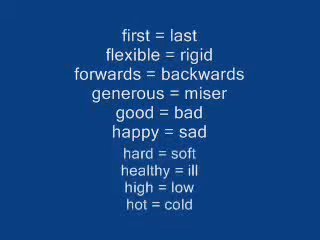 first = last
flexible = rigid
forwards = backwards
generous = miser
good = bad
happy = sad
hard = soft
healthy = ill
high = low
hot = cold